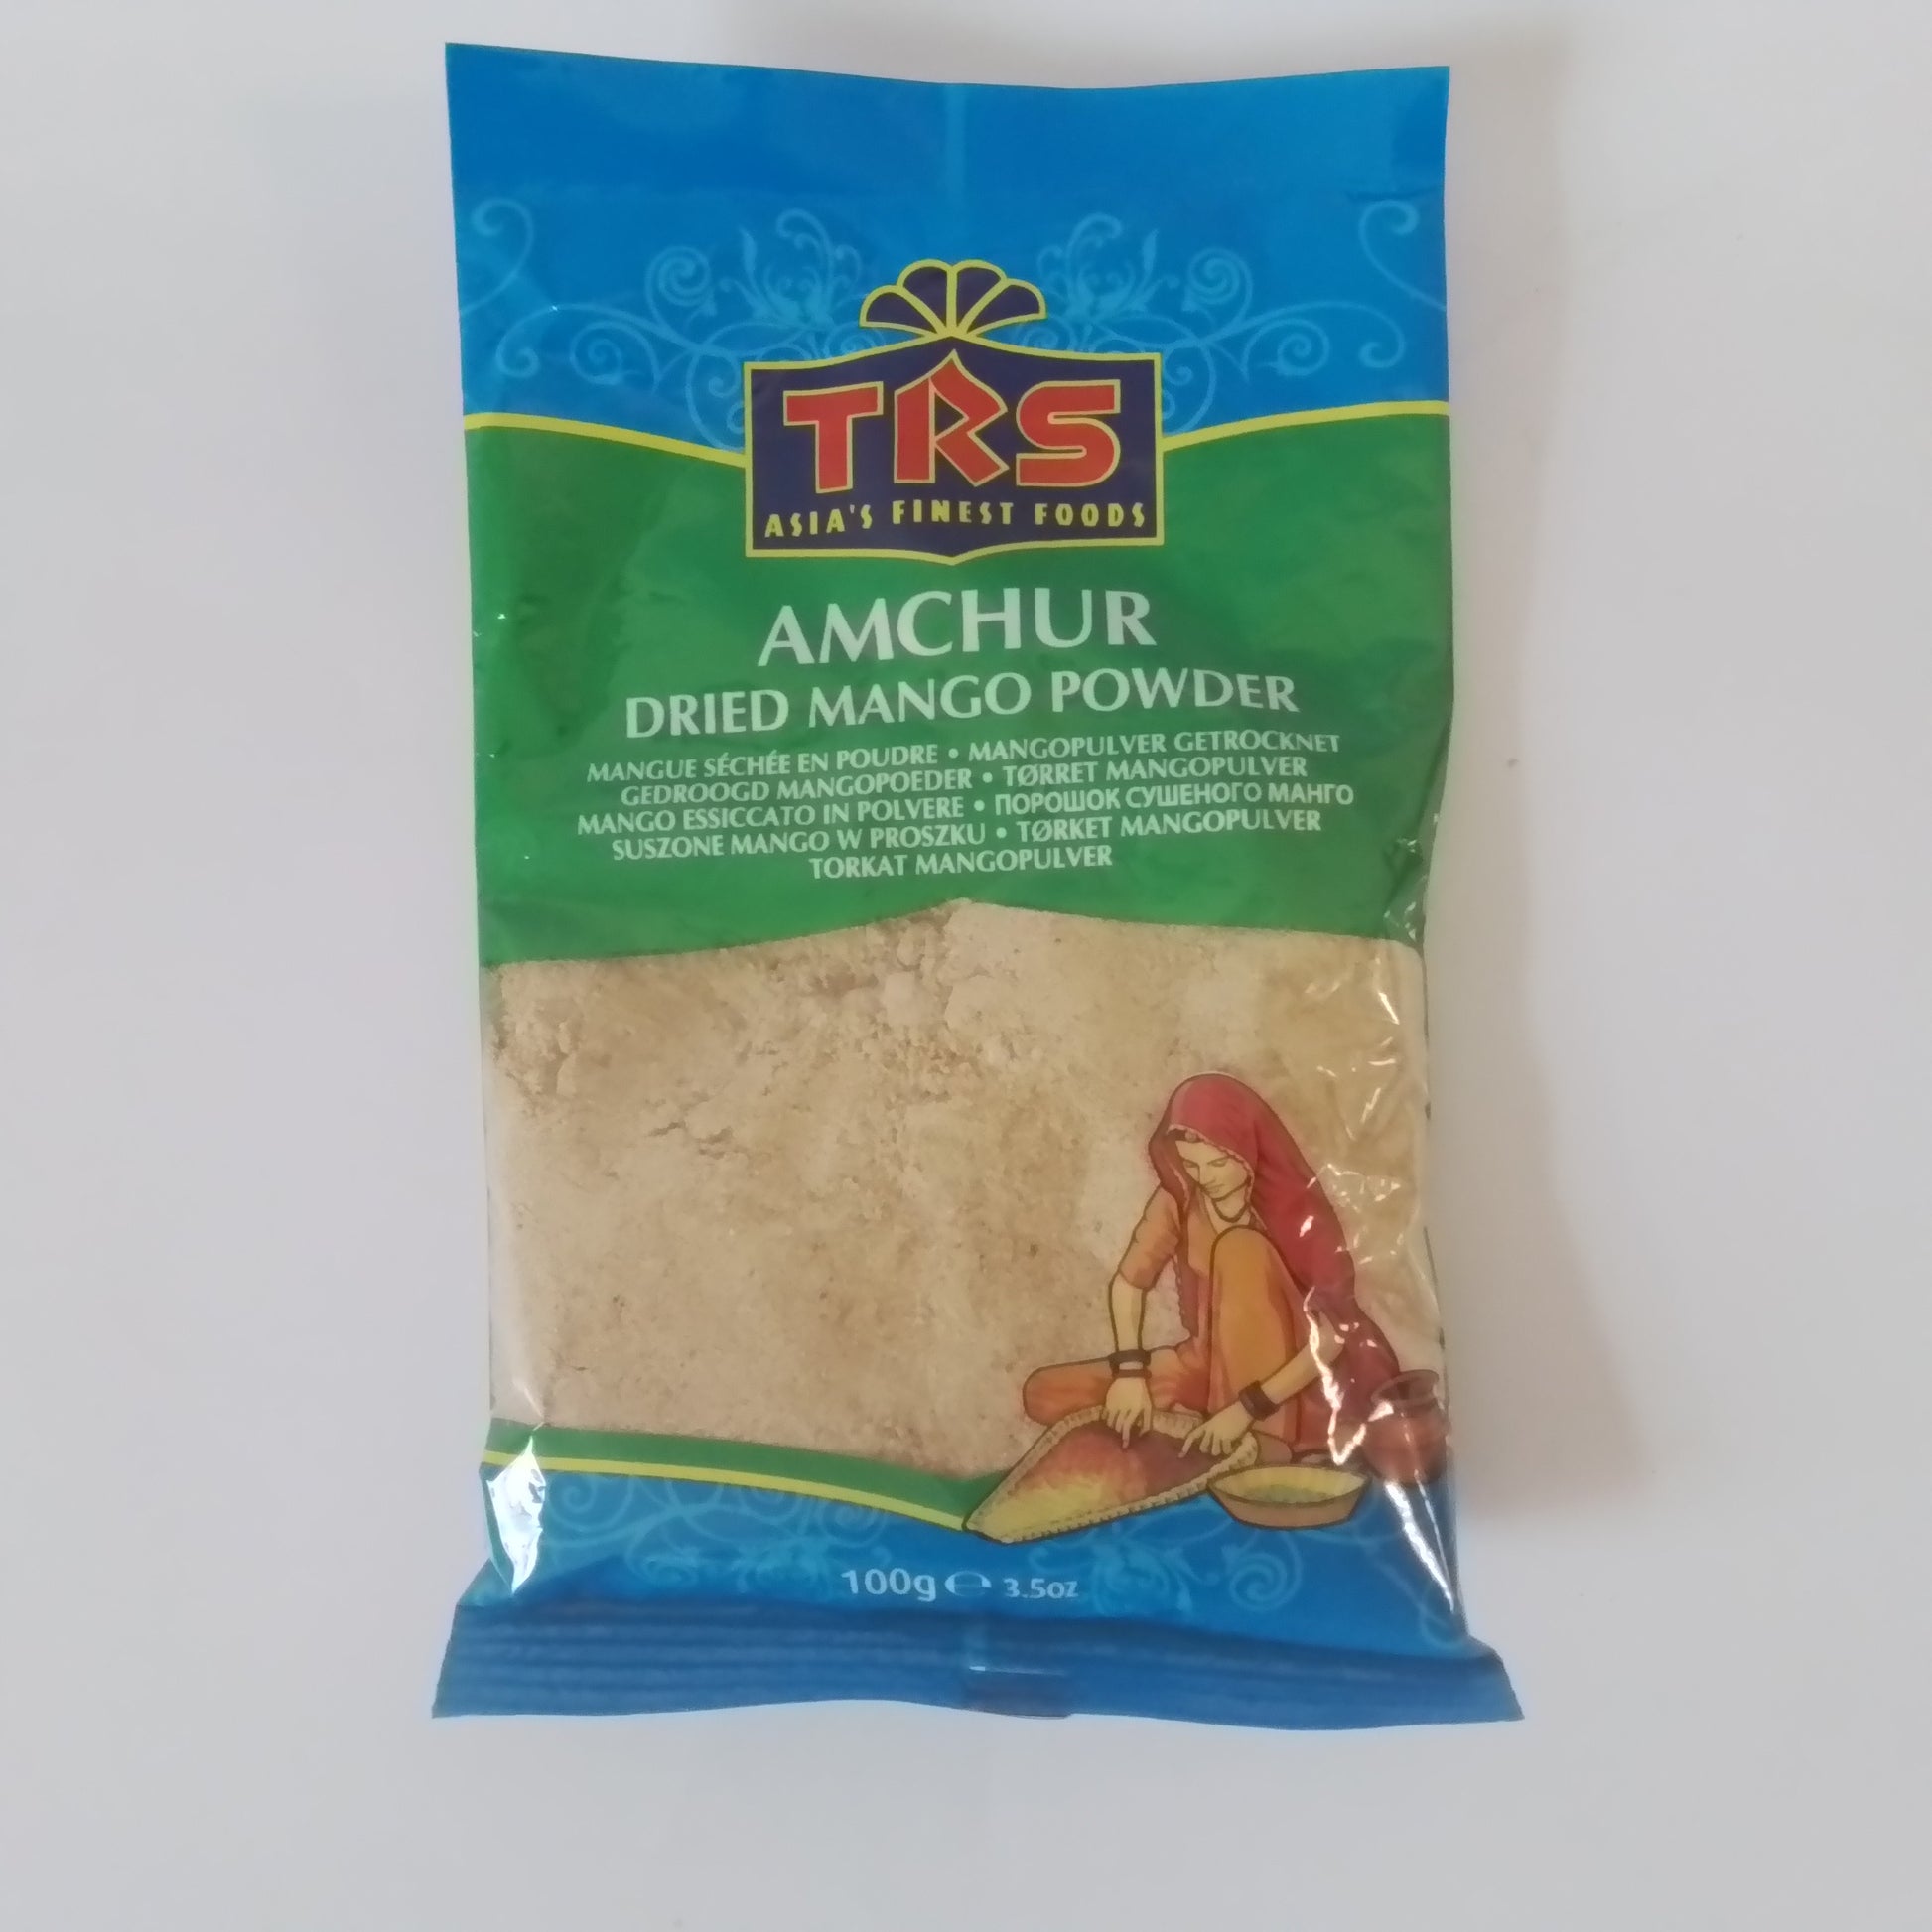 TRS
ASIA'S FINEST FOODS
AMCHUR
DRIED MANGO POWDER
MANGUE SÉCHÉE EN POUDRE • MANGOPULVER GETROCKNET
GEDROOGD MANGOPOEDER • TØRRET MANGOPULVER
MANGO ESSICCATO IN POLVERE • ПОРОШОК СУШЕНОГО МАНГО
SUSZONE MANGO W PROSZKU • TØRKET MANGOPULVER
TORKAT MANGOPULVER
100g ℮ 3.5oz